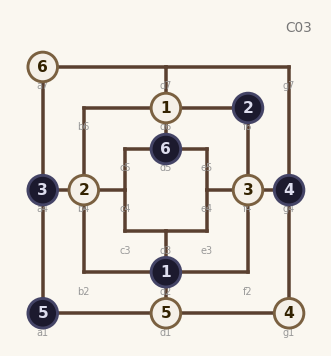 C03
6
a7 d7 g7
1 2
b6 d6 f6
6
c5 d5 e5
3 2 3 4
a4 b4 c4 e4 f4 g4
c3 d3 e3
1
b2 d2 f2
5 5 4
a1 d1 g1